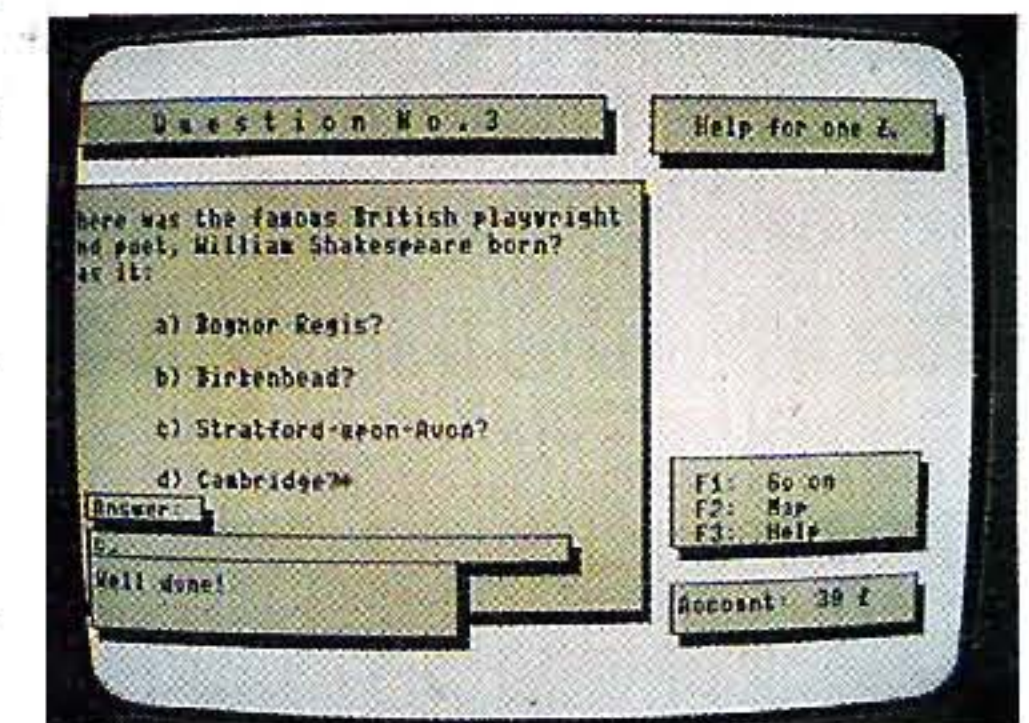 Question No.3
Help for one £.
here was the famous British playwright
nd poet, William Shakespeare born?
as it:
a) Bognor Regis?
b) Birkenhead?
c) Stratford-upon-Avon?
d) Cambridge?*
Answer:
Well done!
F1: Go on
F2: Map
F3: Help
Account: 39 £